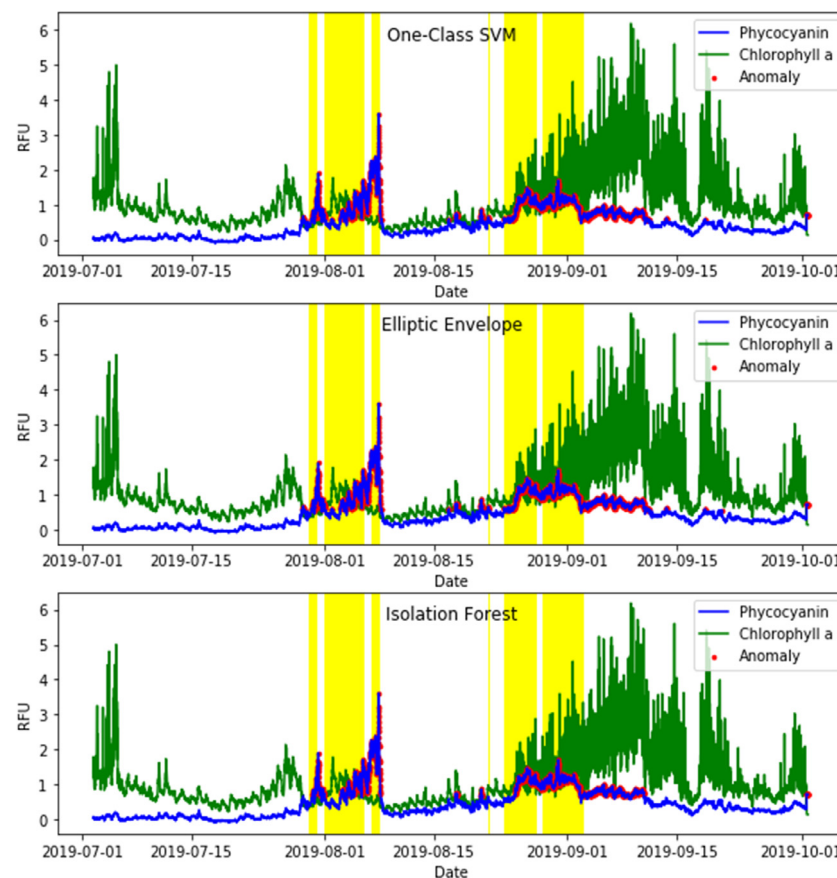 One-Class SVM
Phycocyanin
Chlorophyll a
Anomaly
6
5
4
3
2
1
0
RFU
2019-07-01 2019-07-15 2019-08-01 2019-08-15 2019-09-01 2019-09-15 2019-10-01
Date
Elliptic Envelope
Phycocyanin
Chlorophyll a
Anomaly
6
5
4
3
2
1
0
RFU
2019-07-01 2019-07-15 2019-08-01 2019-08-15 2019-09-01 2019-09-15 2019-10-01
Date
Isolation Forest
Phycocyanin
Chlorophyll a
Anomaly
6
5
4
3
2
1
0
RFU
2019-07-01 2019-07-15 2019-08-01 2019-08-15 2019-09-01 2019-09-15 2019-10-01
Date